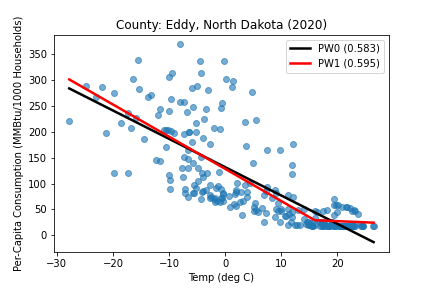 County: Eddy, North Dakota (2020)
Per-Capita Consumption (MMBtu/1000 Households)
350
300
250
200
150
100
50
0
PW0 (0.583)
PW1 (0.595)
−30 −20 −10 0 10 20
Temp (deg C)